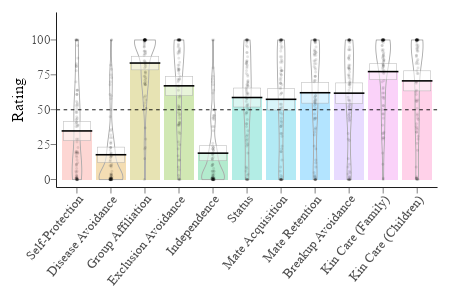 Rating
100
75
50
25
0
Self-Protection
Disease Avoidance
Group Affiliation
Exclusion Avoidance
Independence
Status
Mate Acquisition
Mate Retention
Breakup Avoidance
Kin Care (Family)
Kin Care (Children)